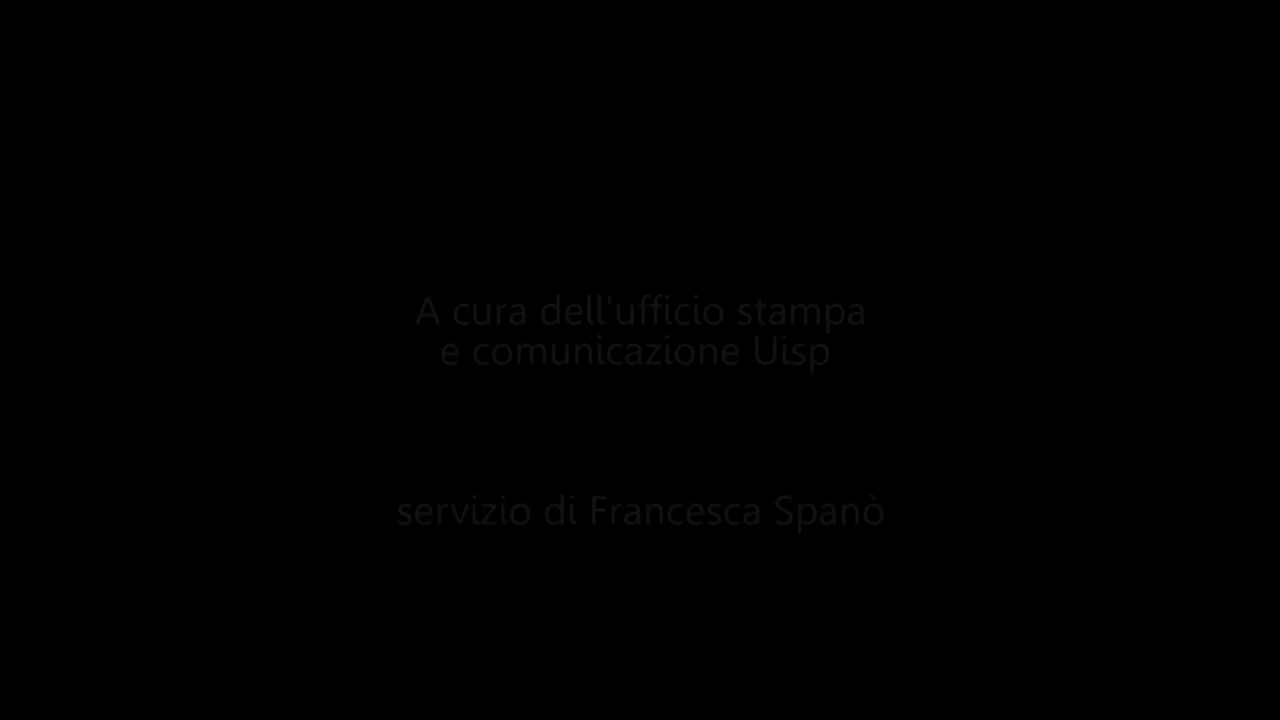 A cura dell'ufficio stampa
e comunicazione Uisp
servizio di Francesca Spanò